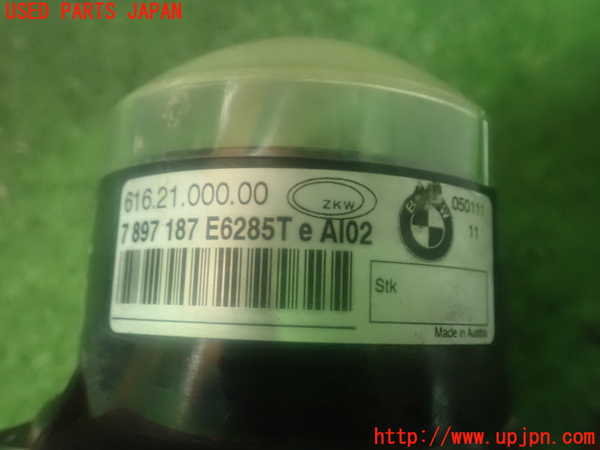 USED PARTS JAPAN
616.21.000.00
ZKW
BMW
050111
7 897 187 E6285T e AI02
11
Stk
Made in Austria
http://www.upjpn.com